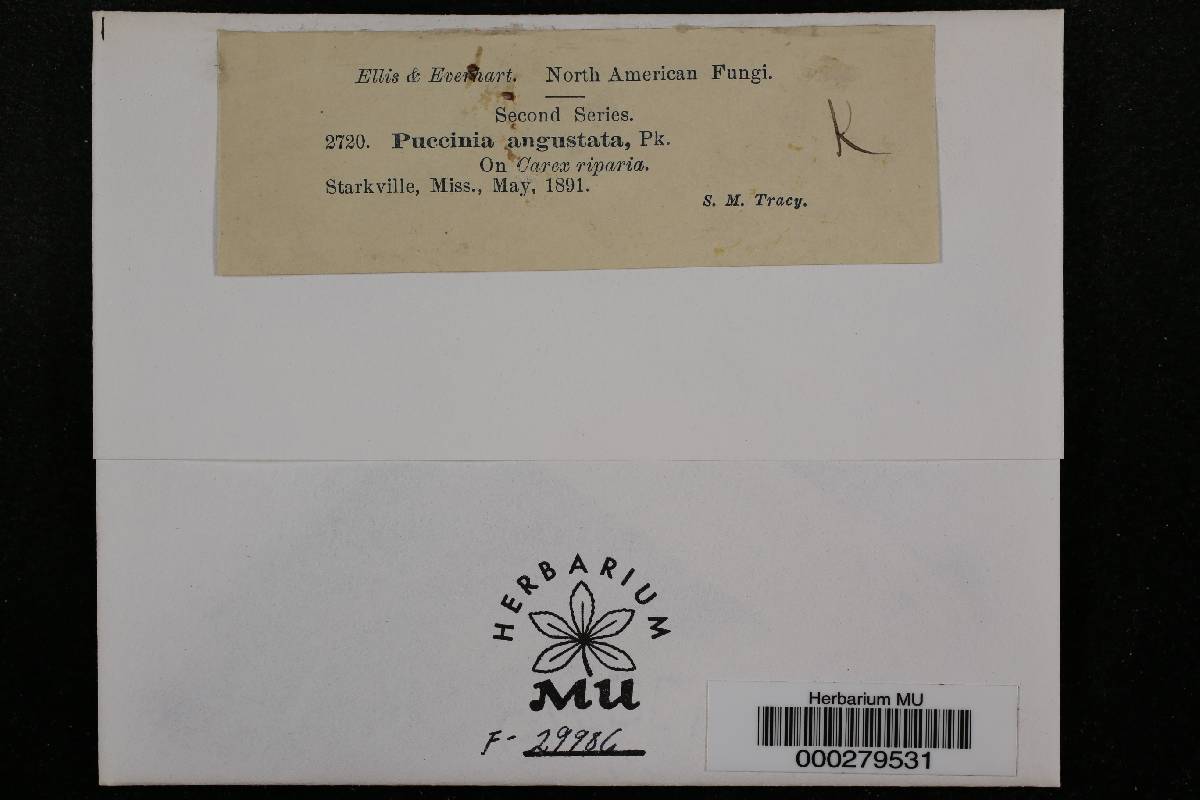 Ellis & Everhart. North American Fungi.
Second Series.
2720. Puccinia angustata, Pk.
On Carex riparia.
Starkville, Miss., May, 1891.
S. M. Tracy.
K
HERBARIUM
MU
F- 29986
Herbarium MU
000279531